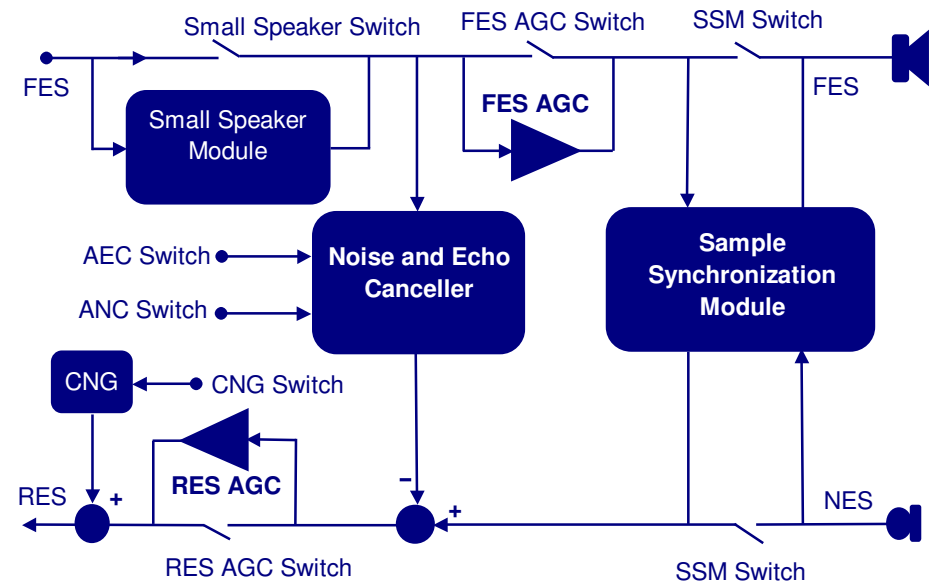 Small Speaker Switch
FES AGC Switch
SSM Switch
FES
FES AGC
FES
Small Speaker
Module
AEC Switch
Noise and Echo
Canceller
Sample
Synchronization
Module
ANC Switch
CNG
CNG Switch
RES AGC
RES
+
−
+
NES
RES AGC Switch
SSM Switch